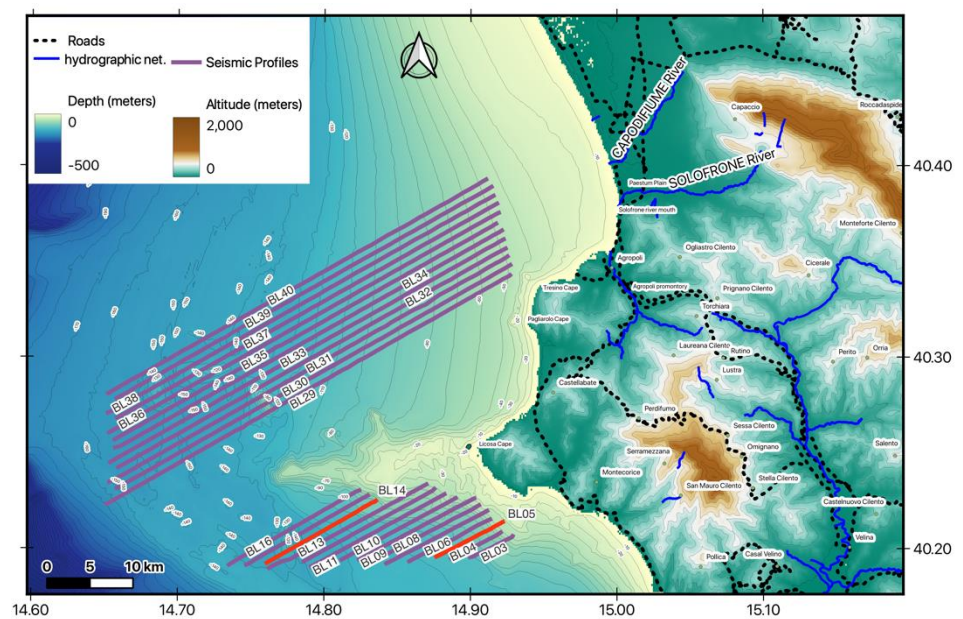 Roads
hydrographic net.
Seismic Profiles
Depth (meters)
0
-500
Altitude (meters)
2,000
0
CAPODIFIUME River
SOLOFRONE River
Capaccio
Roccadaspide
Paestum Plain
Solofrone river mouth
Monteforte Cilento
Ogliastro Cilento
Cicerale
Agropoli
Tresino Cape
Agropoli promontory
Prignano Cilento
Torchiara
Pagliarolo Cape
Laureana Cilento
Rutino
Perito
Orria
Lustra
Castellabate
Perdifumo
Sessa Cilento
Omignano
Salento
Licosa Cape
Serramezzana
Montecorice
San Mauro Cilento
Stella Cilento
Castelnuovo Cilento
Velina
Pollica
Casal Velino
BL40
BL39
BL37
BL35
BL34
BL32
BL33
BL31
BL30
BL29
BL38
BL36
BL14
BL05
BL16
BL13
BL11
BL10
BL09
BL08
BL06
BL04
BL03
0 5 10 km
40.40
40.30
40.20
14.60 14.70 14.80 14.90 15.00 15.10